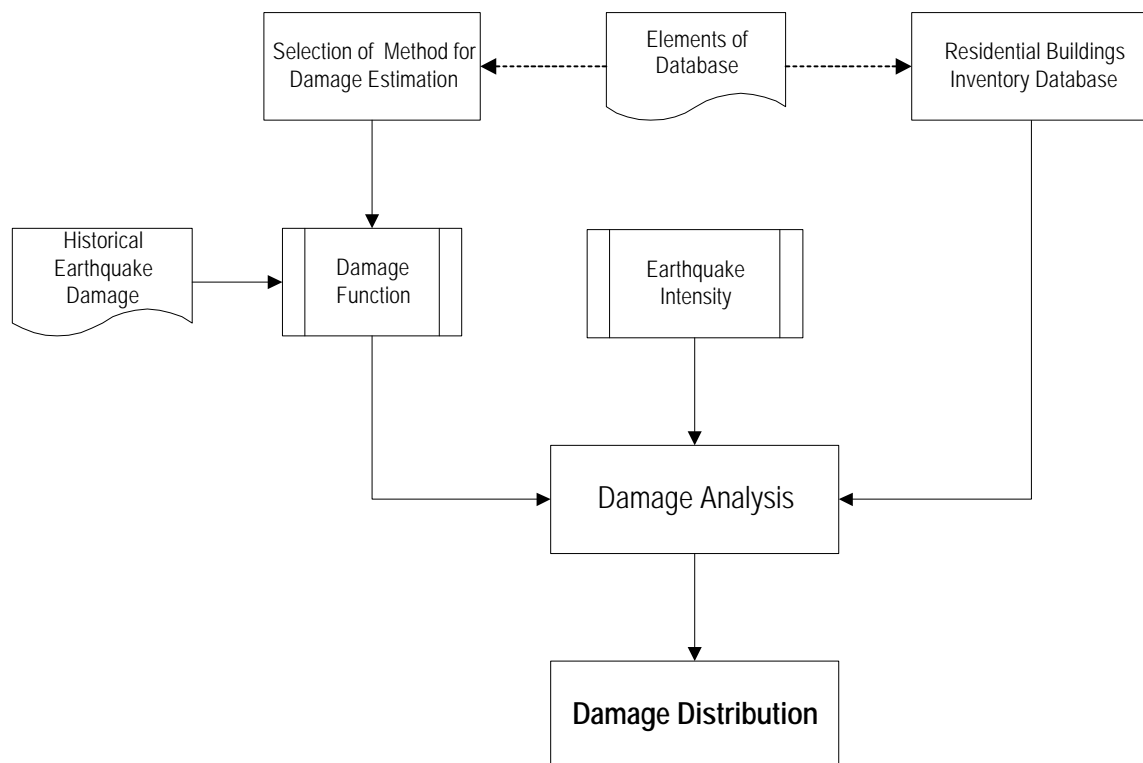 Selection of Method for
Damage Estimation
Elements of
Database
Residential Buildings
Inventory Database
Historical
Earthquake
Damage
Damage
Function
Earthquake
Intensity
Damage Analysis
Damage Distribution